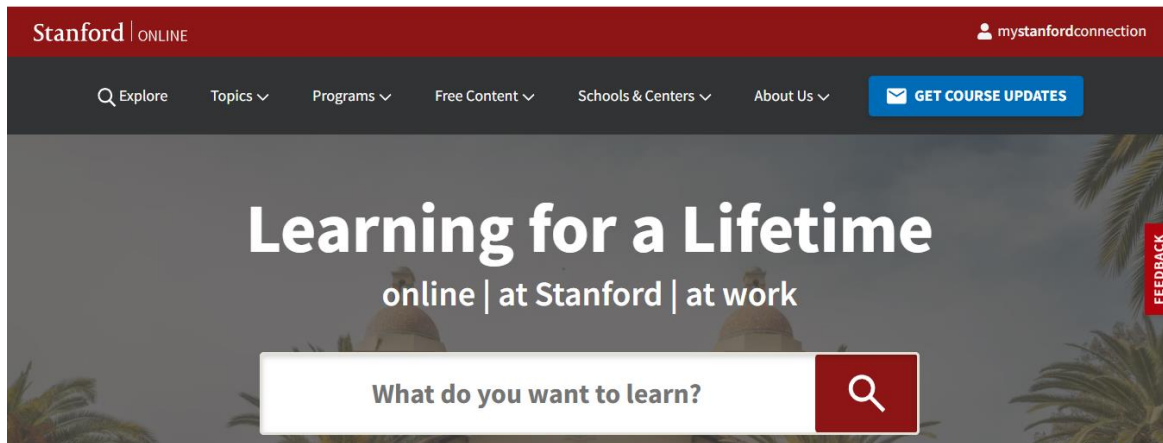 Stanford | ONLINE
mystanfordconnection
Explore Topics Programs Free Content Schools & Centers About Us GET COURSE UPDATES
Learning for a Lifetime
online | at Stanford | at work
FEEDBACK
What do you want to learn?